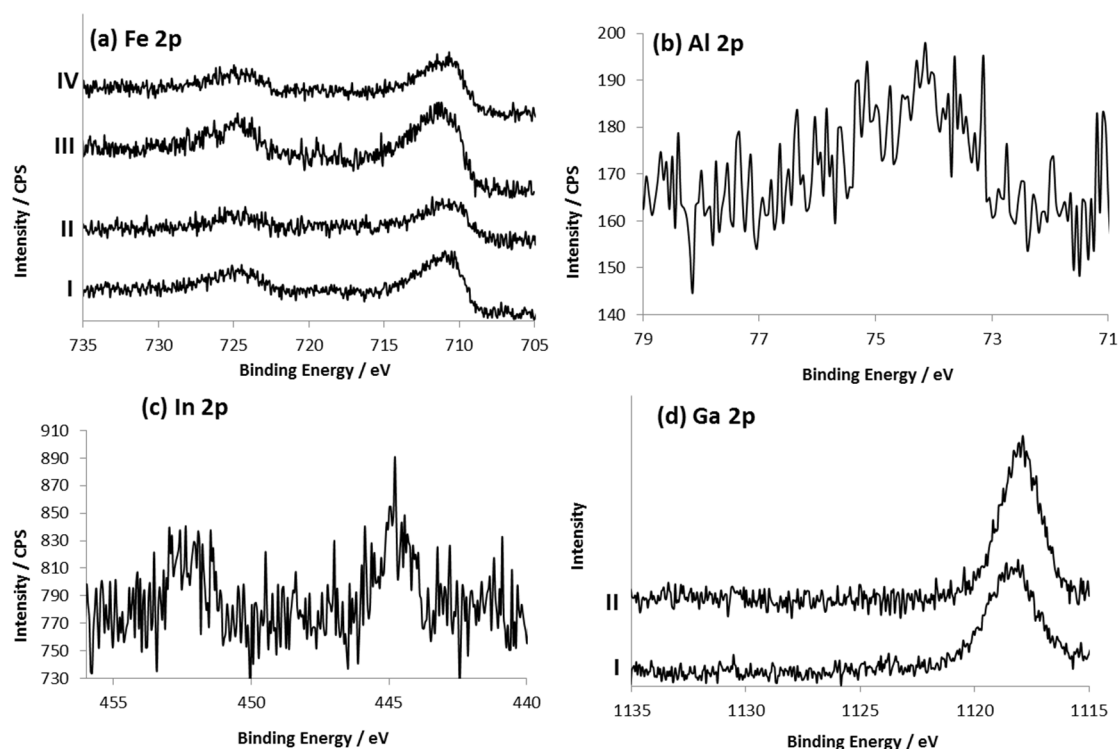 (a) Fe 2p
IV
III
II
I
Intensity / CPS
735 730 725 720 715 710 705
Binding Energy / eV
(b) Al 2p
200
190
180
170
160
150
140
Intensity / CPS
79 77 75 73 71
Binding Energy / eV
(c) In 2p
910
890
870
850
830
810
790
770
750
730
Intensity / CPS
455 450 445 440
Binding Energy / eV
(d) Ga 2p
Intensity
II
I
1135 1130 1125 1120 1115
Binding Energy / eV